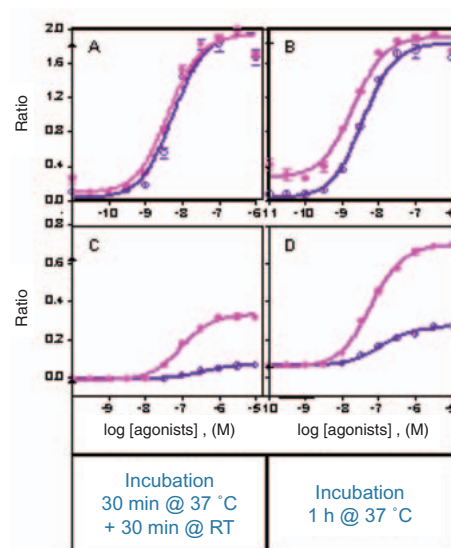 2.0
A
B
1.6
Ratio
1.2
0.8
0.4
0.0
-10 -9 -8 -7 -6 11 -10 -9 -8 -7 -6
0.8
C
D
0.6
Ratio
0.4
0.2
0.0
-9 -8 -7 -6 -5 10 -9 -8 -7 -6 -5
log [agonists] , (M)
log [agonists] , (M)
Incubation
30 min @ 37 ˚C
+ 30 min @ RT
Incubation
1 h @ 37 ˚C